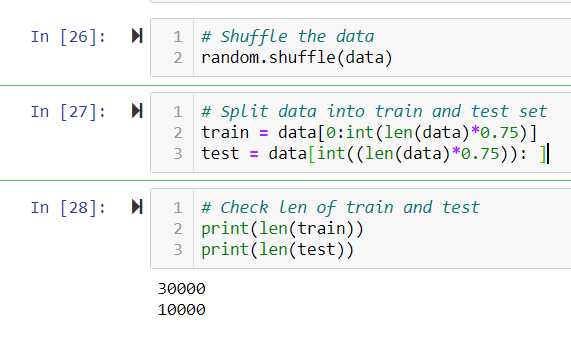 In [26]:
1 # Shuffle the data
2 random.shuffle(data)
In [27]:
1 # Split data into train and test set
2 train = data[0:int(len(data)*0.75)]
3 test = data[int((len(data)*0.75)): ]
In [28]:
1 # Check len of train and test
2 print(len(train))
3 print(len(test))
30000
10000